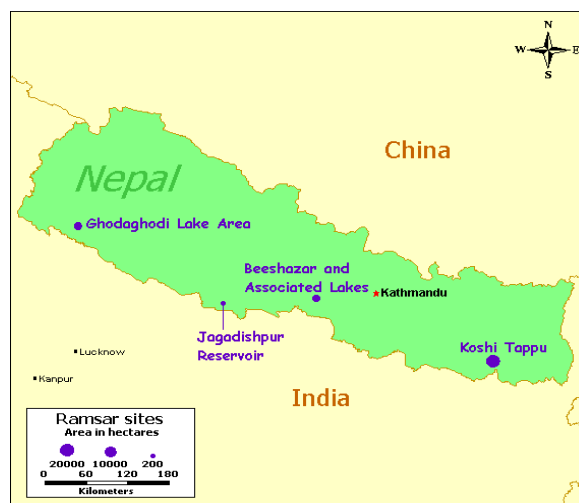 N
W E
S
China
Nepal
Ghodaghodi Lake Area
Beeshazar and
Associated Lakes
Kathmandu
Jagadishpur
Reservoir
Koshi Tappu
Lucknow
Kanpur
India
Ramsar sites
Area in hectares
20000 10000 200
0 60 120 180
Kilometers